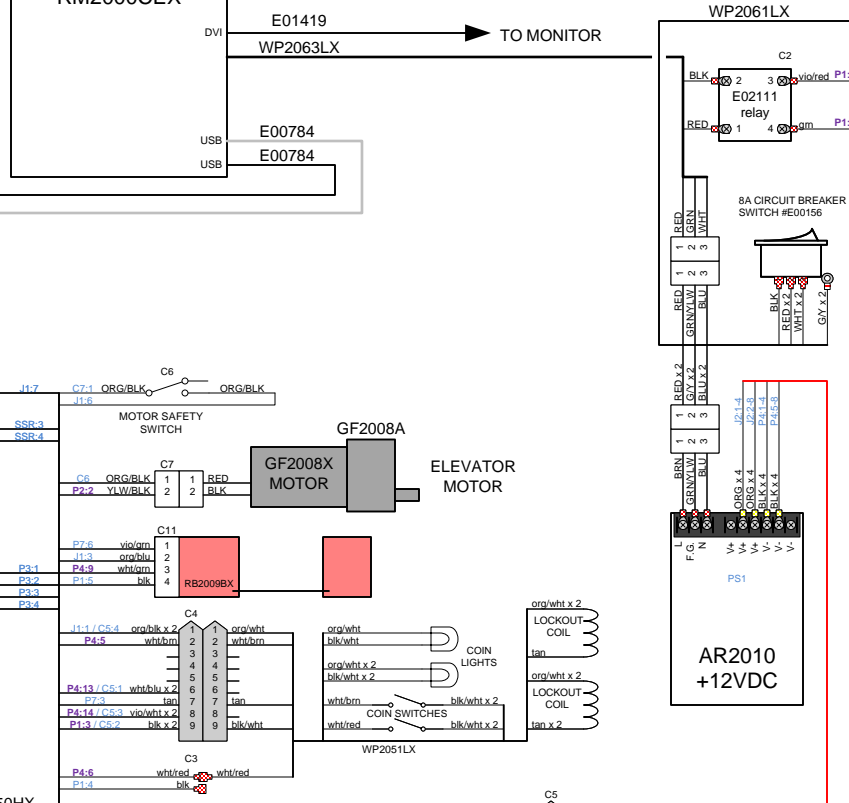 RM2000CLX
DVI
E01419
TO MONITOR
WP2063LX
USB
E00784
USB
E00784
WP2061LX
C2
BLK
2
3
vio/red
P1:
E02111
relay
RED
1
4
grn
P1:
8A CIRCUIT BREAKER
SWITCH #E00156
RED
GRN
WHT
1
2
3
1
2
3
RED
GRN/YLW
BLU
BLK
RED x 2
WHT x 2
G/Y x 2
RED x 2
G/Y x 2
BLU x 2
1
2
3
1
2
3
BRN
GRN/YLW
BLU
J2:1-4
J2:2-8
P4:1-4
P4:5-8
ORG x 4
ORG x 4
BLK x 4
BLK x 4
L
F.G.
N
V+
V+
V+
V-
V-
V-
PS1
AR2010
+12VDC
C6
J1:7
C7:1
ORG/BLK
ORG/BLK
J1:6
MOTOR SAFETY
SWITCH
SSR:3
SSR:4
GF2008A
C7
GF2008X
MOTOR
ELEVATOR
MOTOR
C6
ORG/BLK
1
1
RED
P2:2
YLW/BLK
2
2
BLK
C11
P7:6
vio/grn
1
J1:3
org/blu
2
P3:1
P4:9
wht/grn
3
P3:2
P1:5
blk
4
RB2009BX
P3:3
P3:4
C4
J1:1 / C5:4
org/blk x 2
1
1
org/wht
P4:5
wht/brn
2
2
wht/brn
3
3
4
4
5
5
P4:13 / C5:1
wht/blu x 2
6
6
P7:3
tan
7
7
tan
P4:14 / C5:3
vio/wht x 2
8
8
P1:3 / C5:2
blk x 2
9
9
blk/wht
org/wht
blk/wht
COIN
LIGHTS
org/wht x 2
blk/wht x 2
wht/brn
blk/wht x 2
COIN SWITCHES
wht/red
blk/wht x 2
WP2051LX
org/wht x 2
LOCKOUT
COIL
tan
org/wht x 2
LOCKOUT
COIL
tan x 2
C3
P4:6
wht/red
wht/red
P1:4
blk
C5